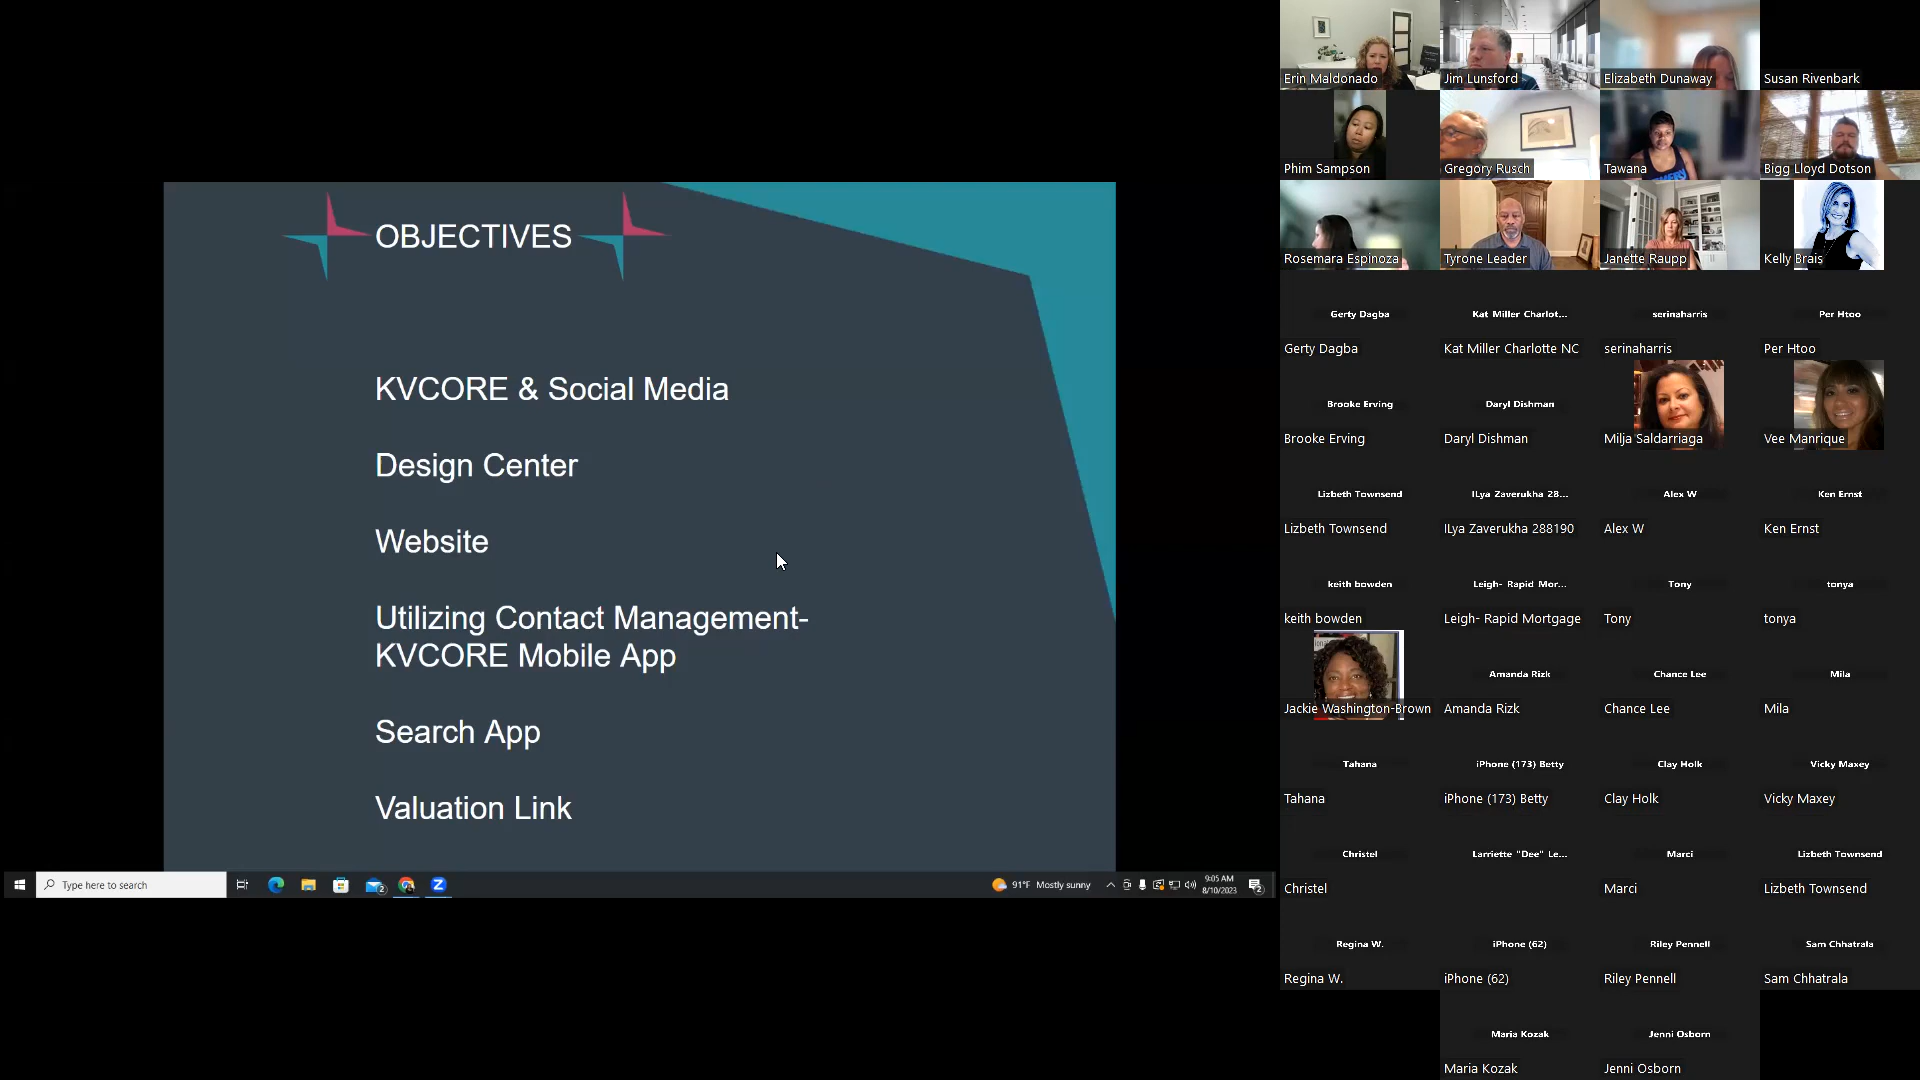 OBJECTIVES
KVCORE & Social Media
Design Center
Website
Utilizing Contact Management-
KVCORE Mobile App
Search App
Valuation Link
Type here to search
2
91°F Mostly sunny
9:05 AM
8/10/2023
2
Erin Maldonado
Jim Lunsford
Elizabeth Dunaway
Susan Rivenbark
Phim Sampson
Gregory Rusch
Tawana
Bigg Lloyd Dotson
Rosemara Espinoza
Tyrone Leader
Janette Raupp
Kelly Brais
Gerty Dagba
Kat Miller Charlot...
serinaharris
Per Htoo
Gerty Dagba
Kat Miller Charlotte NC
serinaharris
Per Htoo
Brooke Erving
Daryl Dishman
Brooke Erving
Daryl Dishman
Milja Saldarriaga
Vee Manrique
Lizbeth Townsend
ILya Zaverukha 28...
Alex W
Ken Ernst
Lizbeth Townsend
ILya Zaverukha 288190
Alex W
Ken Ernst
keith bowden
Leigh- Rapid Mor...
Tony
tonya
keith bowden
Leigh- Rapid Mortgage
Tony
tonya
Amanda Rizk
Chance Lee
Mila
Jackie Washington-Brown
Amanda Rizk
Chance Lee
Mila
Tahana
iPhone (173) Betty
Clay Holk
Vicky Maxey
Tahana
iPhone (173) Betty
Clay Holk
Vicky Maxey
Christel
Larriette "Dee" Le...
Marci
Lizbeth Townsend
Christel
Marci
Lizbeth Townsend
Regina W.
iPhone (62)
Riley Pennell
Sam Chhatrala
Regina W.
iPhone (62)
Riley Pennell
Sam Chhatrala
Maria Kozak
Jenni Osborn
Maria Kozak
Jenni Osborn